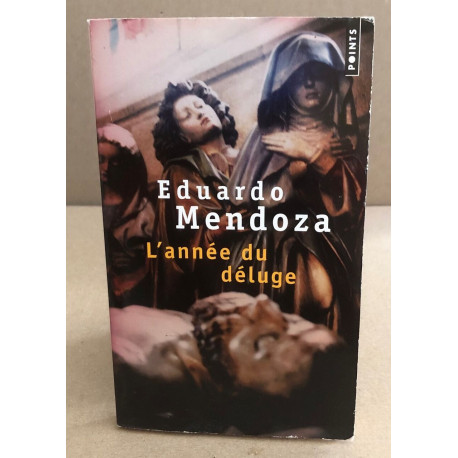 POINTS
Eduardo
Mendoza
L'année du
déluge